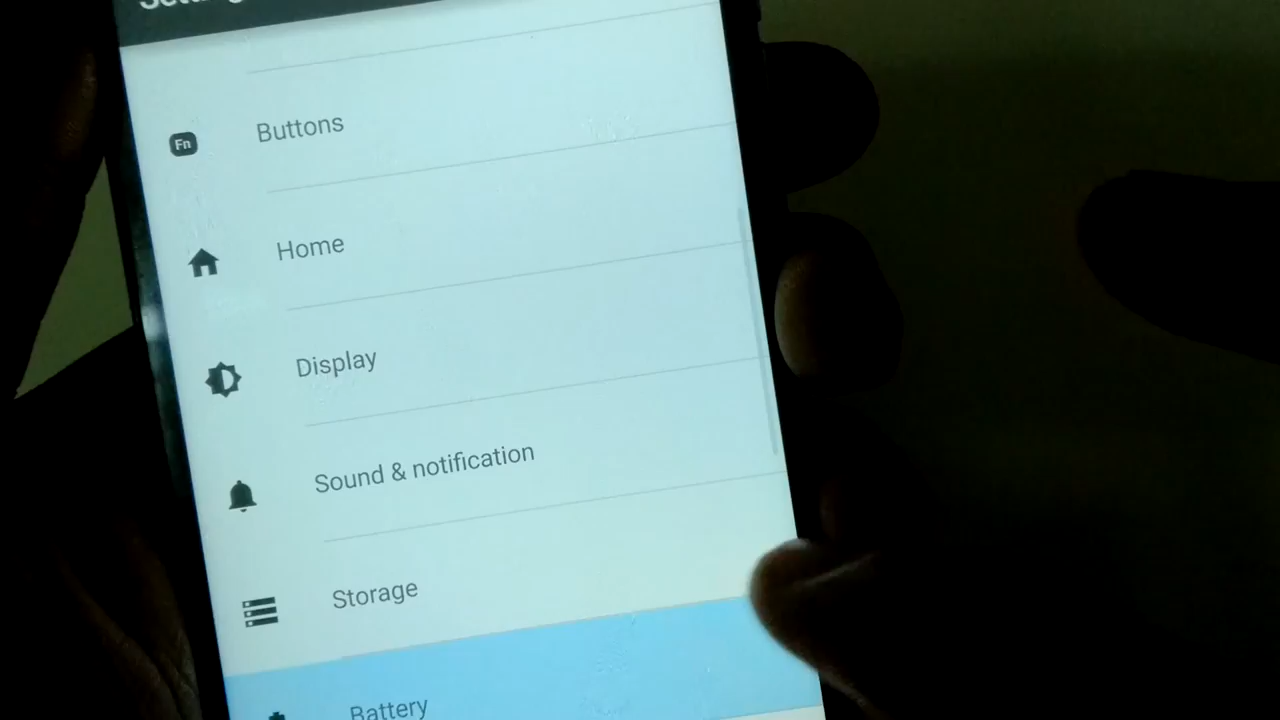 Fn
Buttons
Home
Display
Sound & notification
Storage
Battery